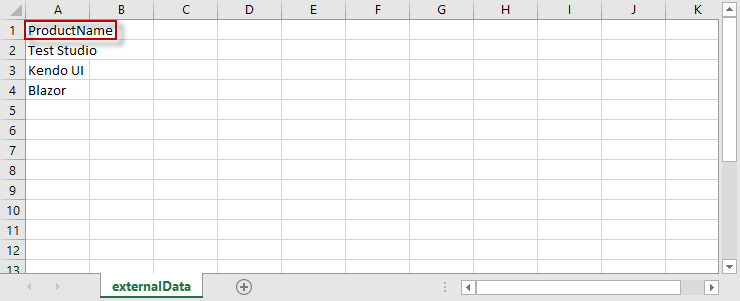 A B C D E F G H I J K
1 ProductName
2 Test Studio
3 Kendo UI
4 Blazor
5
6
7
8
9
10
11
12
13
externalData